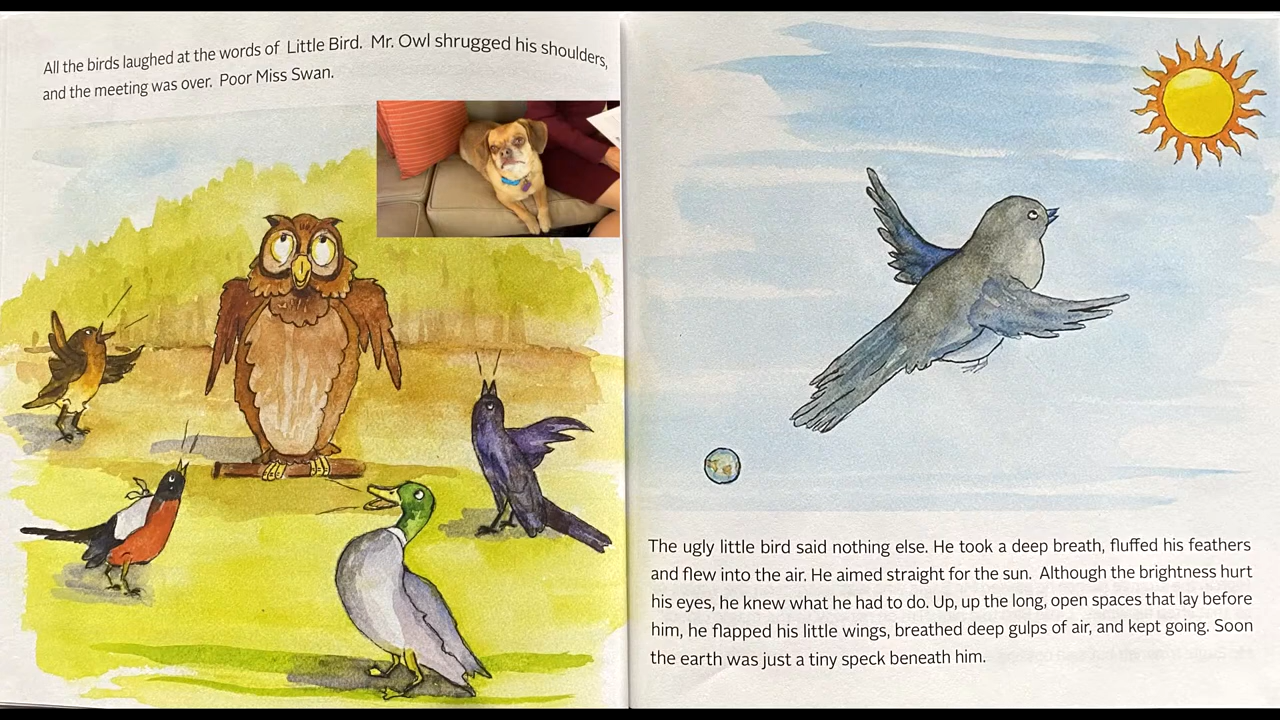 All the birds laughed at the words of Little Bird. Mr. Owl shrugged his shoulders,
and the meeting was over. Poor Miss Swan.
The ugly little bird said nothing else. He took a deep breath, fluffed his feathers
and flew into the air. He aimed straight for the sun. Although the brightness hurt
his eyes, he knew what he had to do. Up, up the long, open spaces that lay before
him, he flapped his little wings, breathed deep gulps of air, and kept going. Soon
the earth was just a tiny speck beneath him.